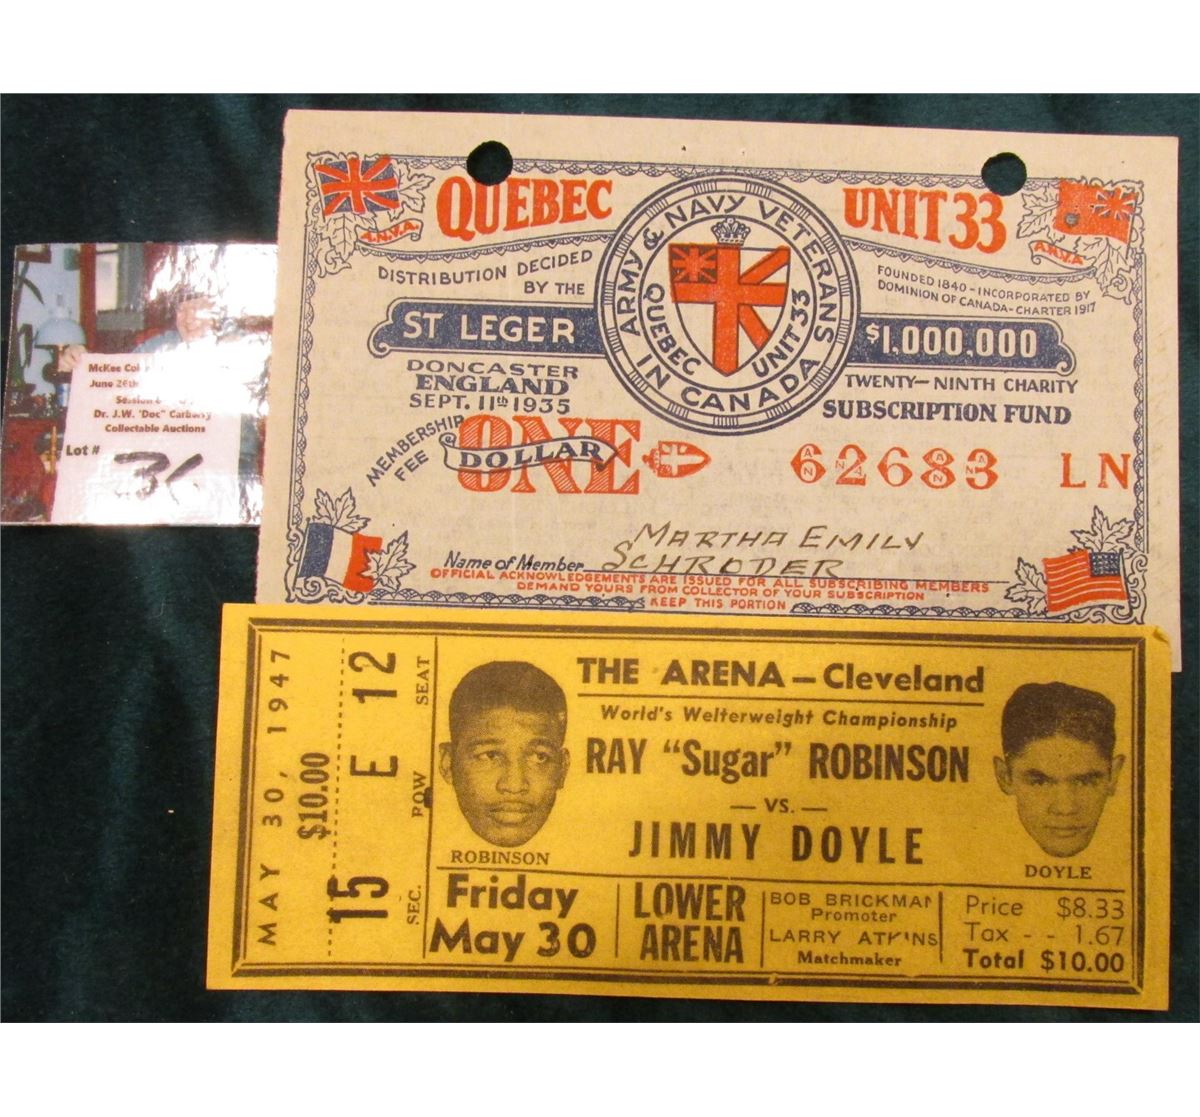 QUEBEC
UNIT 33
A.N.V.A.
A.N.V.A.
ARMY & NAVY VETERANS
IN CANADA
QUEBEC UNIT 33
DISTRIBUTION DECIDED
BY THE
ST LEGER
DONCASTER
ENGLAND
SEPT. 11th 1935
FOUNDED 1840 - INCORPORATED BY
DOMINION OF CANADA - CHARTER 1917
$1,000,000
TWENTY-NINTH CHARITY
SUBSCRIPTION FUND
MEMBERSHIP
FEE
ONE
DOLLAR
62683 LN
Name of Member MARTHA EMILY
SCHRODER
OFFICIAL ACKNOWLEDGEMENTS ARE ISSUED FOR ALL SUBSCRIBING MEMBERS
DEMAND YOURS FROM COLLECTOR OF YOUR SUBSCRIPTION
KEEP THIS PORTION
McKee
June 26th
Session
Dr. J.W. "Doc" Carberry
Collectable Auctions
Lot #
MAY 30, 1947
$10.00
15 E 12
SEC. ROW SEAT
THE ARENA — Cleveland
World's Welterweight Championship
RAY "Sugar" ROBINSON
— VS. —
JIMMY DOYLE
ROBINSON
DOYLE
Friday
May 30
LOWER
ARENA
BOB BRICKMAN
Promoter
LARRY ATKINS
Matchmaker
Price $8.33
Tax - - 1.67
Total $10.00